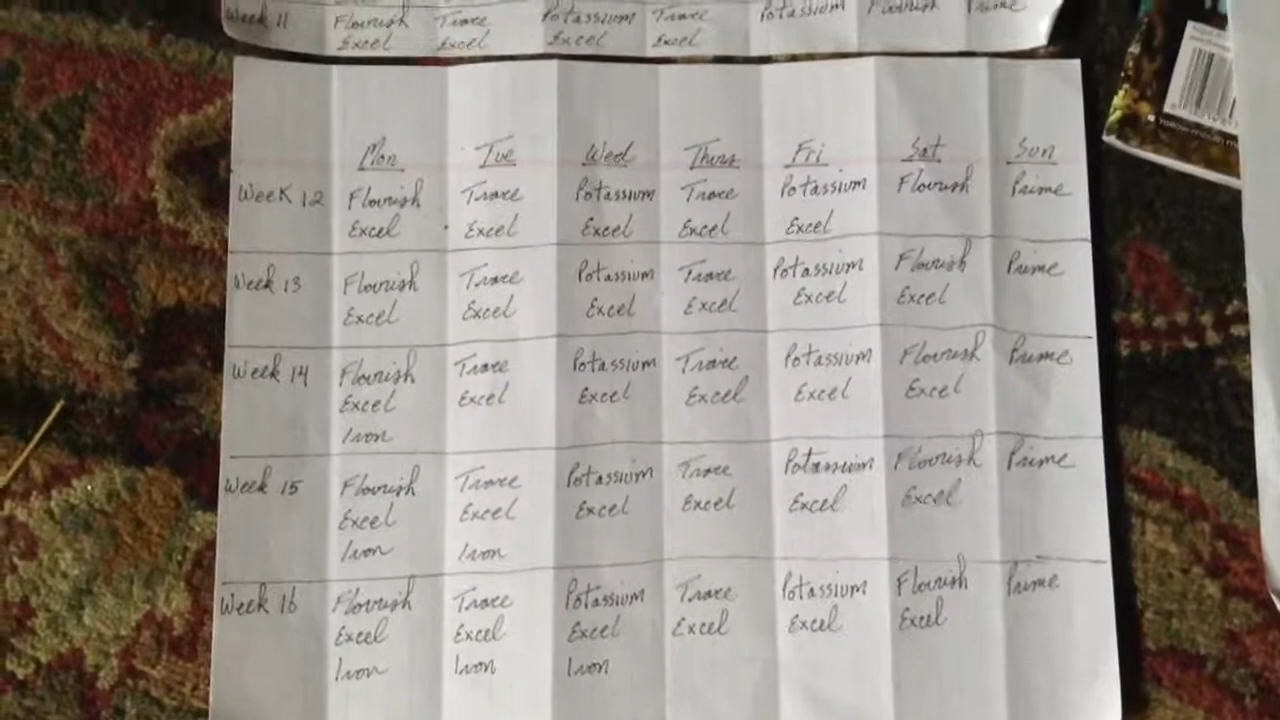 Week 11 Flourish Trace Potassium Trace Potassium Flourish Prime
Excel Excel Excel Excel
Mon Tue Wed Thurs Fri Sat Sun
Week 12 Flourish Trace Potassium Trace Potassium Flourish Prime
Excel Excel Excel Excel Excel
Week 13 Flourish Trace Potassium Trace Potassium Flourish Prime
Excel Excel Excel Excel Excel Excel
Week 14 Flourish Trace Potassium Trace Potassium Flourish Prime
Excel Excel Excel Excel Excel Excel
Iron
Week 15 Flourish Trace Potassium Trace Potassium Flourish Prime
Excel Excel Excel Excel Excel Excel
Iron Iron
Week 16 Flourish Trace Potassium Trace Potassium Flourish Prime
Excel Excel Excel Excel Excel Excel
Iron Iron Iron